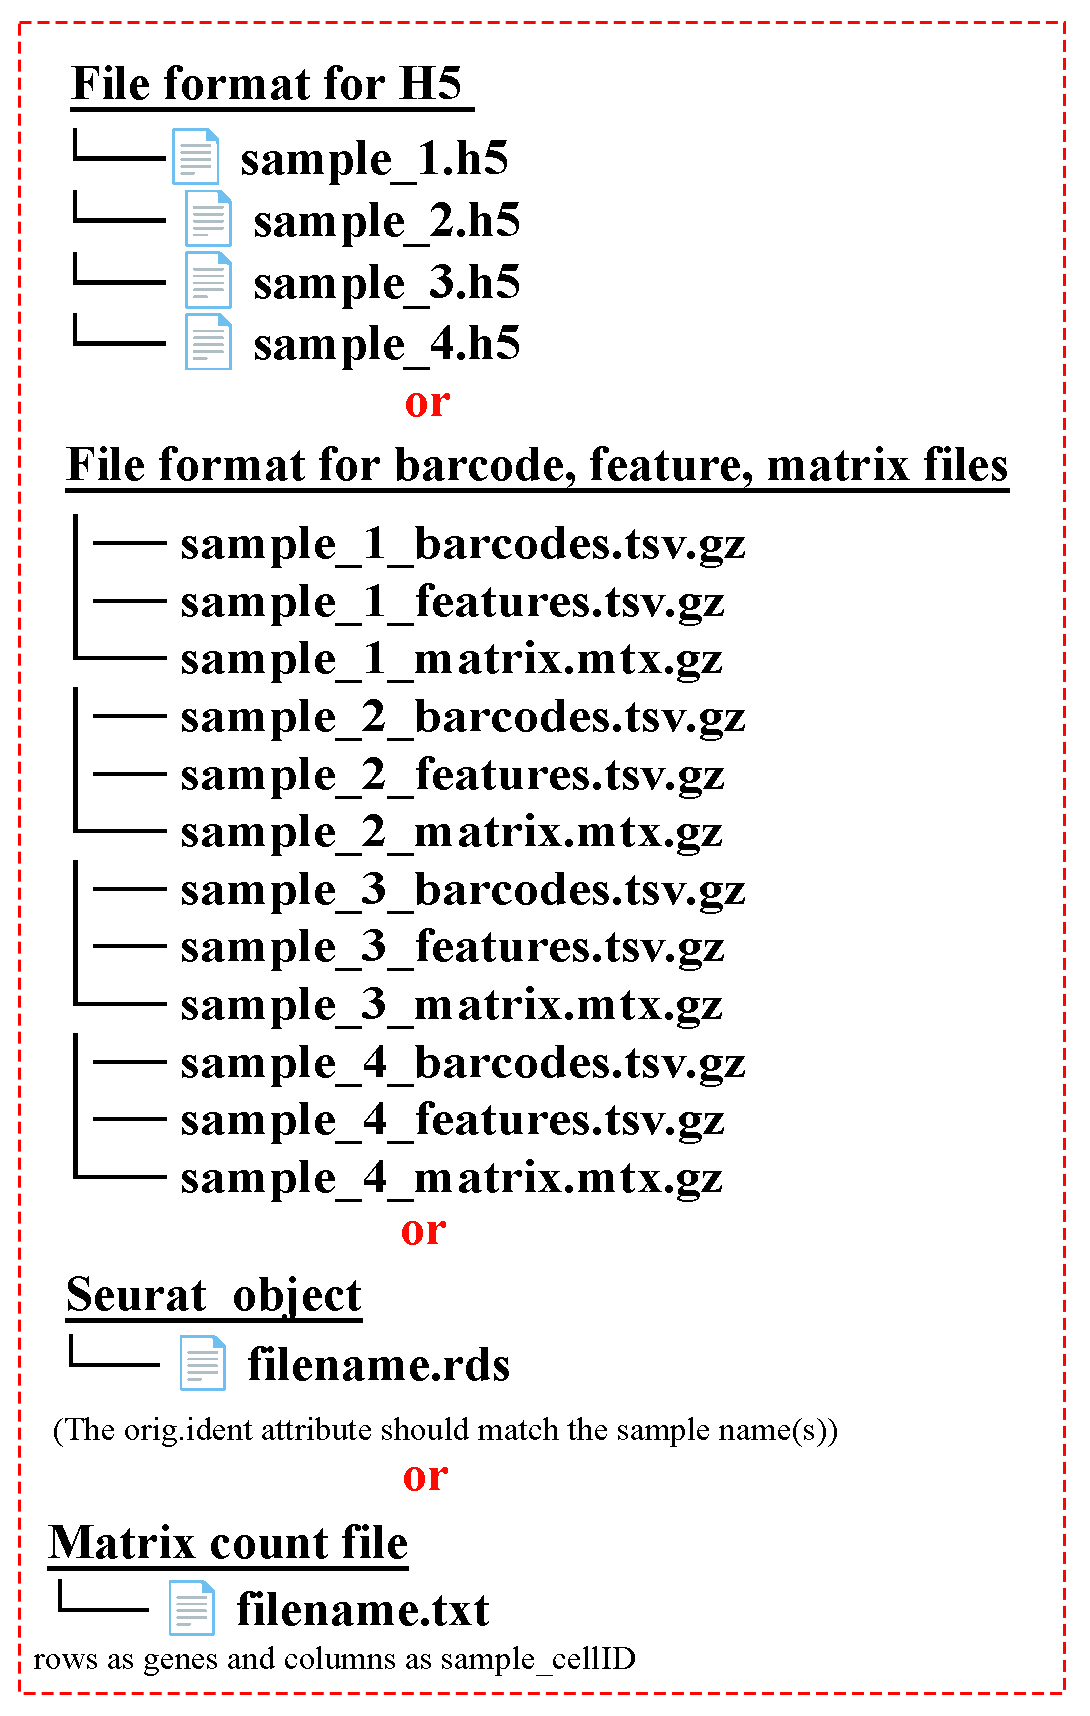 File format for H5
sample_1.h5
sample_2.h5
sample_3.h5
sample_4.h5
or
File format for barcode, feature, matrix files
sample_1_barcodes.tsv.gz
sample_1_features.tsv.gz
sample_1_matrix.mtx.gz
sample_2_barcodes.tsv.gz
sample_2_features.tsv.gz
sample_2_matrix.mtx.gz
sample_3_barcodes.tsv.gz
sample_3_features.tsv.gz
sample_3_matrix.mtx.gz
sample_4_barcodes.tsv.gz
sample_4_features.tsv.gz
sample_4_matrix.mtx.gz
or
Seurat object
filename.rds
(The orig.ident attribute should match the sample name(s))
or
Matrix count file
filename.txt
rows as genes and columns as sample_cellID